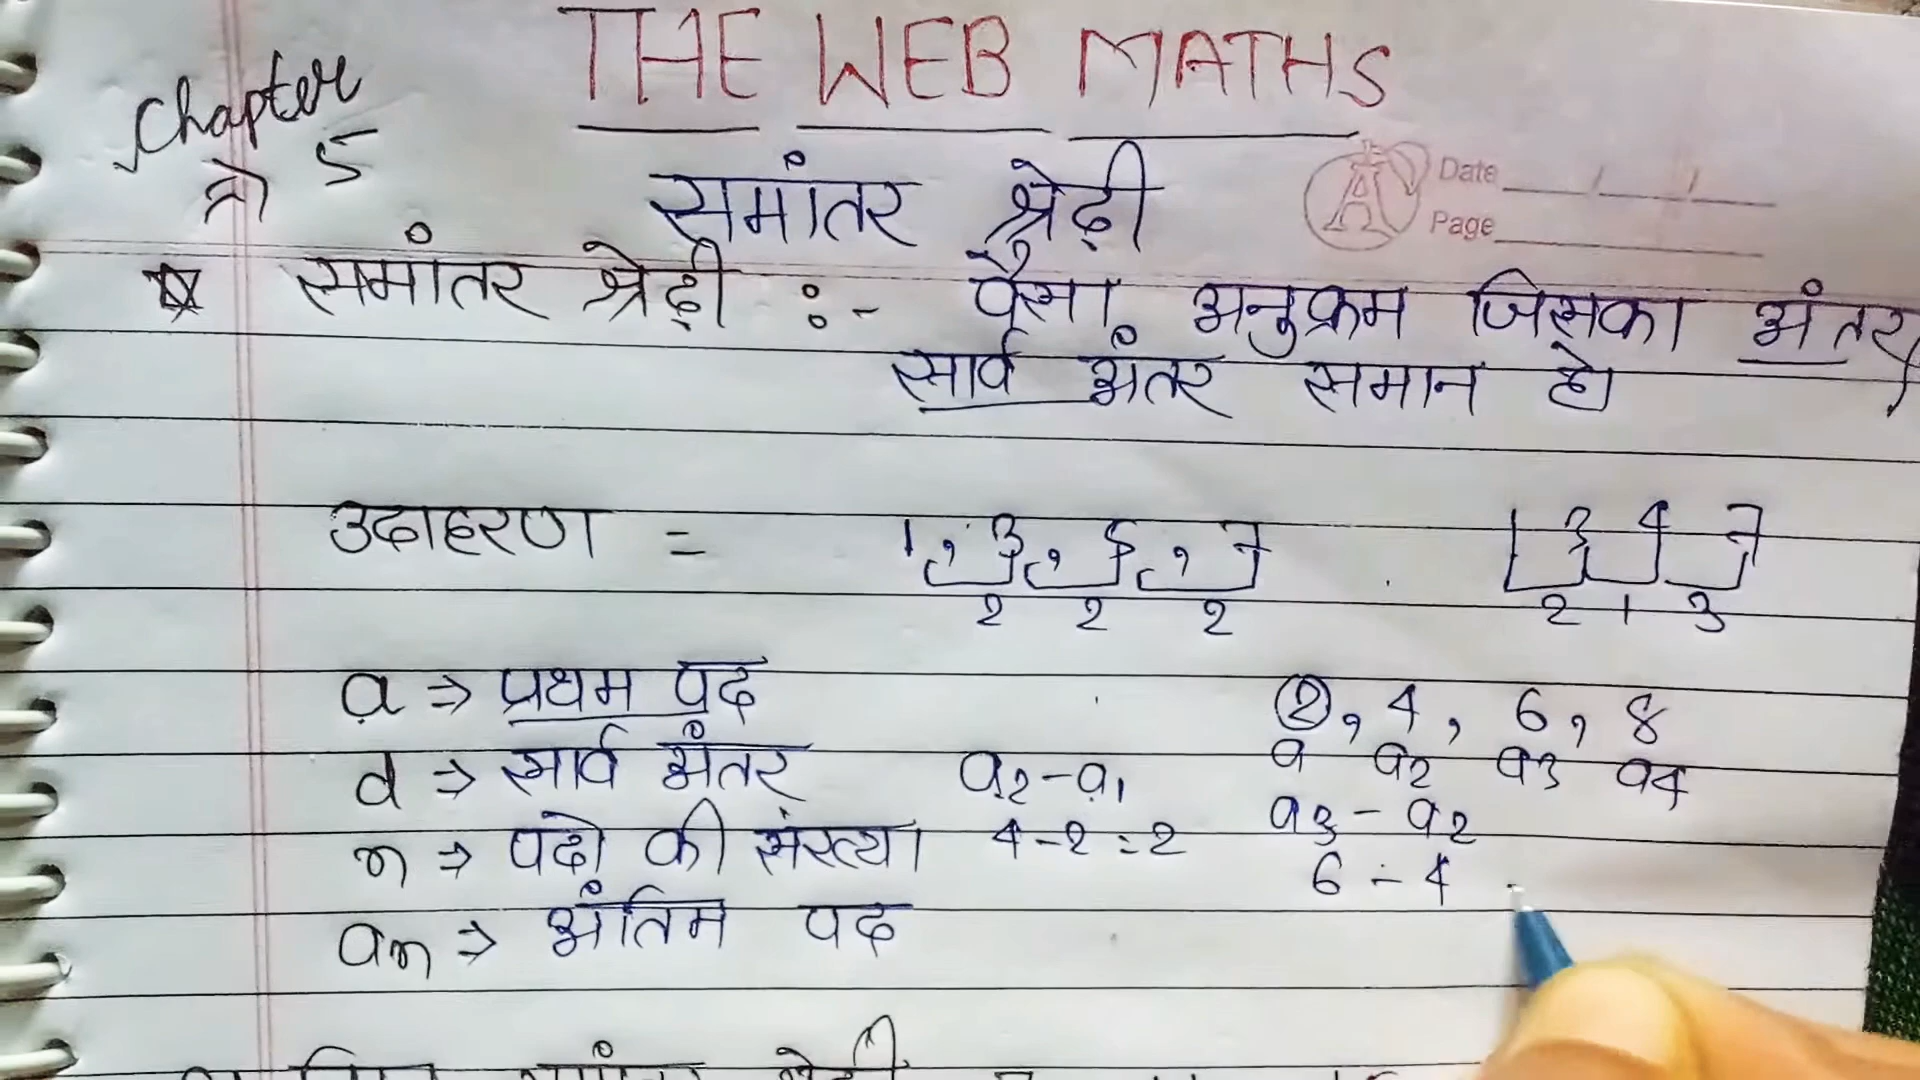 THE WEB MATHS
Chapter
⇒ 5
Date
Page
समांतर श्रेढ़ी
समांतर श्रेढ़ी :- वैसा अनुक्रम जिसका अंतर /
सार्व अंतर समान हो
उदाहरण = 1, 3, 5, 7 1 3 4 7
2 2 2 2 1 3
a ⇒ प्रथम पद 2, 4, 6, 8
d ⇒ सार्व अंतर a2 - a1 a a2 a3 a4
n ⇒ पदो की संख्या 4 - 2 = 2 a3 - a2
6 - 4
an ⇒ अंतिम पद